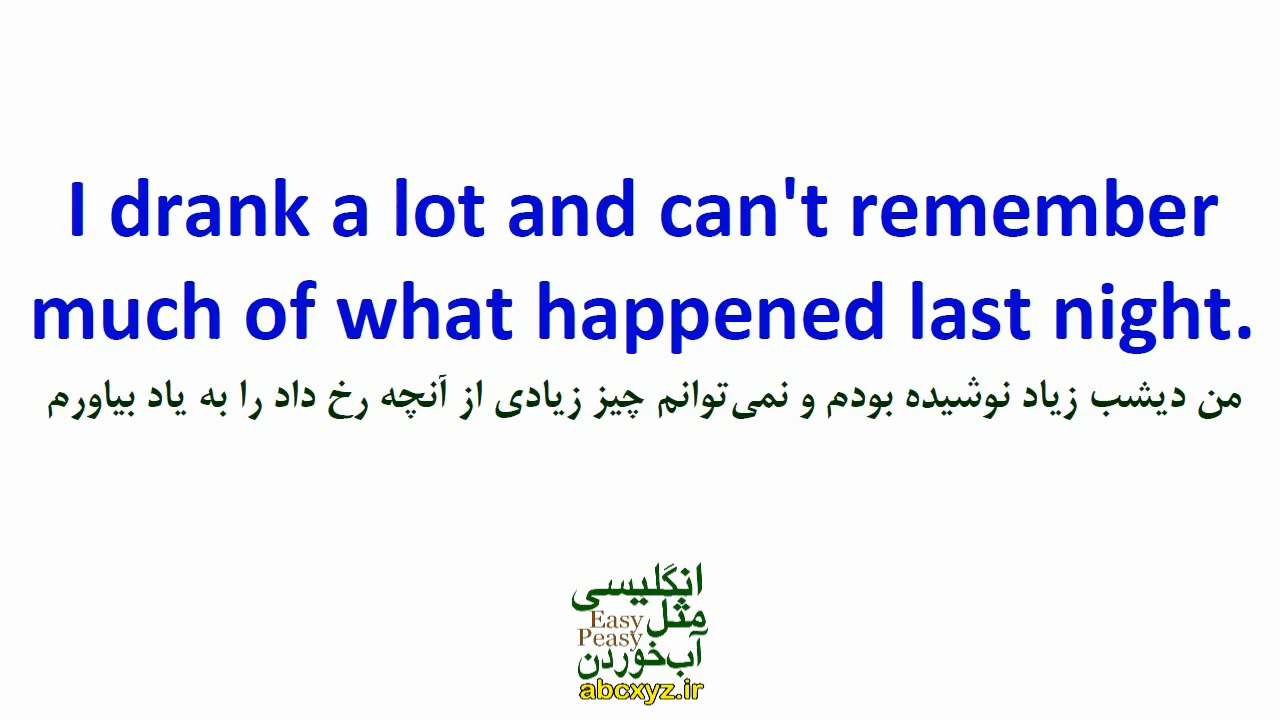 I drank a lot and can't remember
much of what happened last night.
من دیشب زیاد نوشیده بودم و نمی‌توانم چیز زیادی از آنچه رخ داد را به یاد بیاورم
انگلیسی
مثل
Easy
Peasy
آب‌خوردن
abcxyz.ir